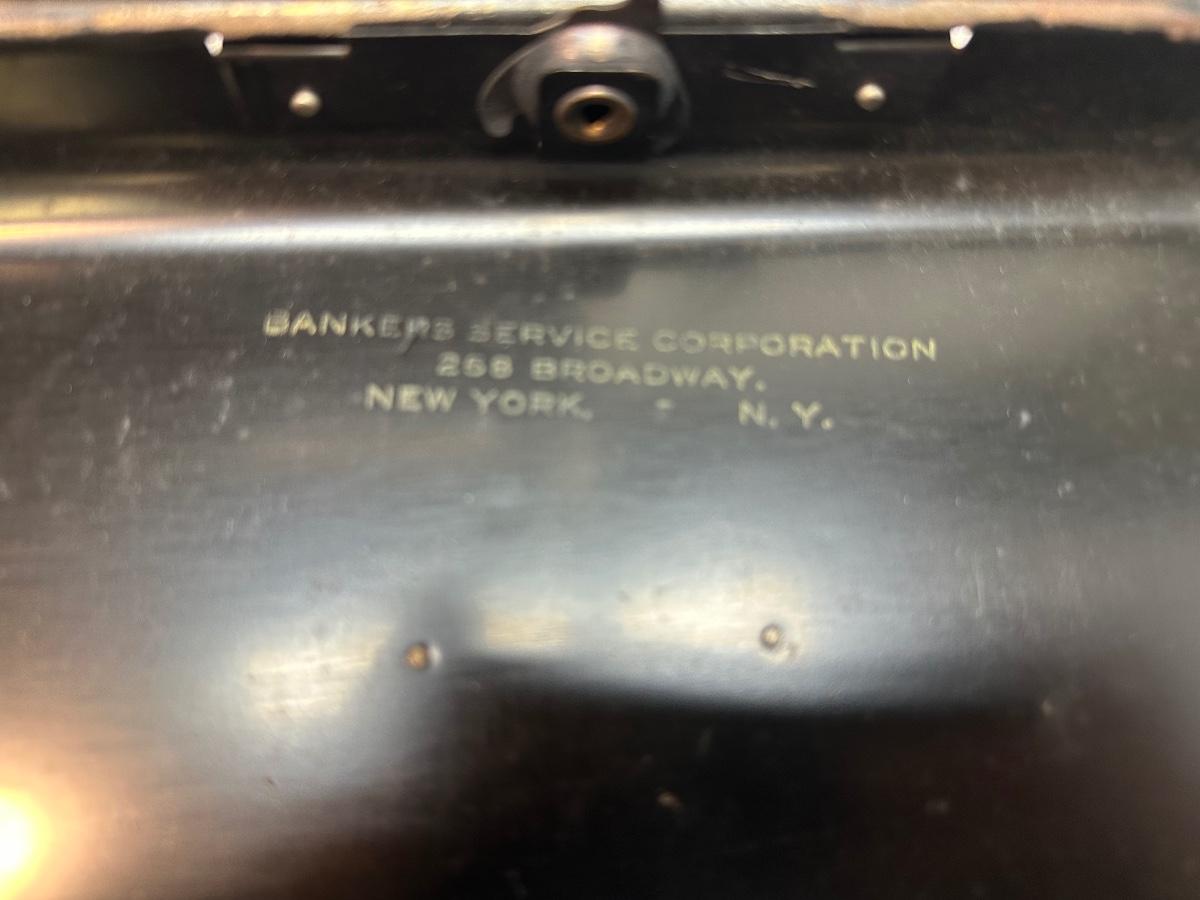 BANKERS SERVICE CORPORATION
258 BROADWAY.
NEW YORK, - N. Y.